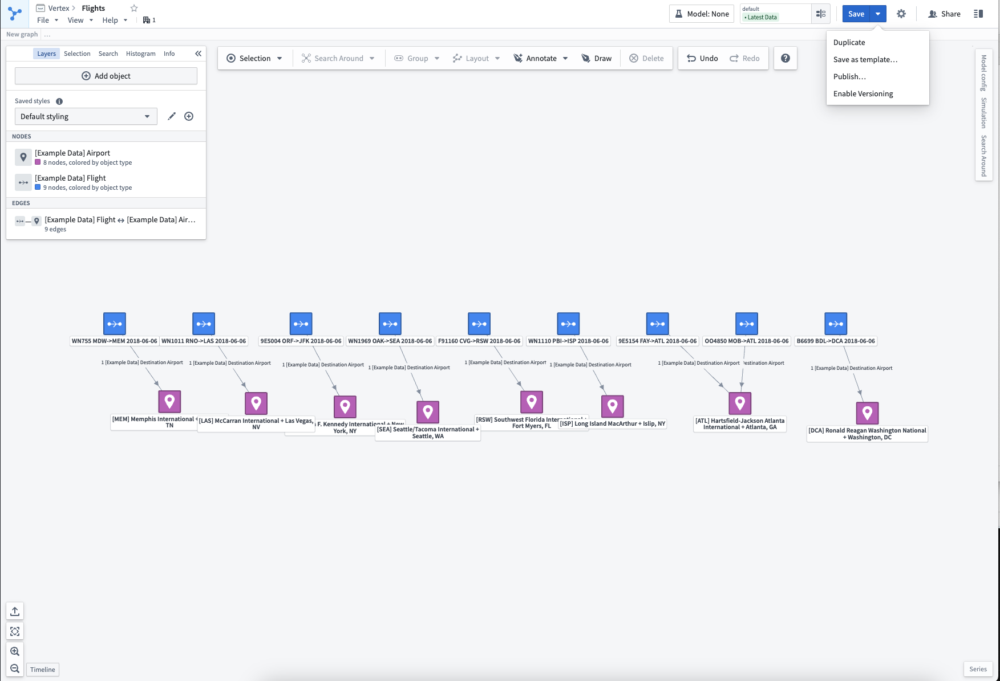 Vertex
Flights
File
View
Help
1
Model: None
default
• Latest Data
Save
Share
New graph
...
Duplicate
Save as template...
Publish...
Enable Versioning
Layers
Selection
Search
Histogram
Info
Add object
Saved styles
Default styling
NODES
[Example Data] Airport
8 nodes, colored by object type
[Example Data] Flight
9 nodes, colored by object type
EDGES
[Example Data] Flight ↔ [Example Data] Air...
9 edges
Selection
Search Around
Group
Layout
Annotate
Draw
Delete
Undo
Redo
Model config
Simulation
Search Around
WN755 MDW->MEM 2018-06-06
WN1011 RNO->LAS 2018-06-06
9E5004 ORF->JFK 2018-06-06
WN1969 OAK->SEA 2018-06-06
F91160 CVG->RSW 2018-06-06
WN1110 PBI->ISP 2018-06-06
9E5154 FAY->ATL 2018-06-06
OO4850 MOB->ATL 2018-06-06
B6699 BDL->DCA 2018-06-06
1 [Example Data] Destination Airport
1 [Example Data] Destination Airport
1 [Example Data] Destination Airport
1 [Example Data] Destination Airport
1 [Example Data] Destination Airport
1 [Example Data] Destination Airport
1 [Example Data] Destination Airport
estination Airport
1 [Example Data] Destination Airport
[MEM] Memphis International +
TN
[LAS] McCarran International + Las Vegas,
NV
F. Kennedy International + New
York, NY
[SEA] Seattle/Tacoma International +
Seattle, WA
[RSW] Southwest Florida International +
Fort Myers, FL
[ISP] Long Island MacArthur + Islip, NY
[ATL] Hartsfield-Jackson Atlanta
International + Atlanta, GA
[DCA] Ronald Reagan Washington National
+ Washington, DC
Timeline
Series